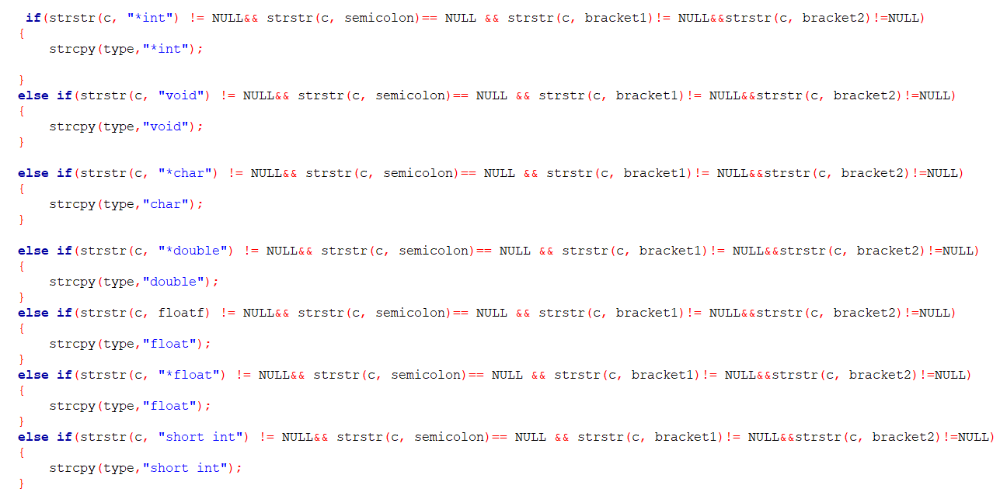 if(strstr(c, "*int") != NULL&& strstr(c, semicolon)== NULL && strstr(c, bracket1)!= NULL&&strstr(c, bracket2)!=NULL)
{
strcpy(type,"*int");
}
else if(strstr(c, "void") != NULL&& strstr(c, semicolon)== NULL && strstr(c, bracket1)!= NULL&&strstr(c, bracket2)!=NULL)
{
strcpy(type,"void");
}
else if(strstr(c, "*char") != NULL&& strstr(c, semicolon)== NULL && strstr(c, bracket1)!= NULL&&strstr(c, bracket2)!=NULL)
{
strcpy(type,"char");
}
else if(strstr(c, "*double") != NULL&& strstr(c, semicolon)== NULL && strstr(c, bracket1)!= NULL&&strstr(c, bracket2)!=NULL)
{
strcpy(type,"double");
}
else if(strstr(c, floatf) != NULL&& strstr(c, semicolon)== NULL && strstr(c, bracket1)!= NULL&&strstr(c, bracket2)!=NULL)
{
strcpy(type,"float");
}
else if(strstr(c, "*float") != NULL&& strstr(c, semicolon)== NULL && strstr(c, bracket1)!= NULL&&strstr(c, bracket2)!=NULL)
{
strcpy(type,"float");
}
else if(strstr(c, "short int") != NULL&& strstr(c, semicolon)== NULL && strstr(c, bracket1)!= NULL&&strstr(c, bracket2)!=NULL)
{
strcpy(type,"short int");
}